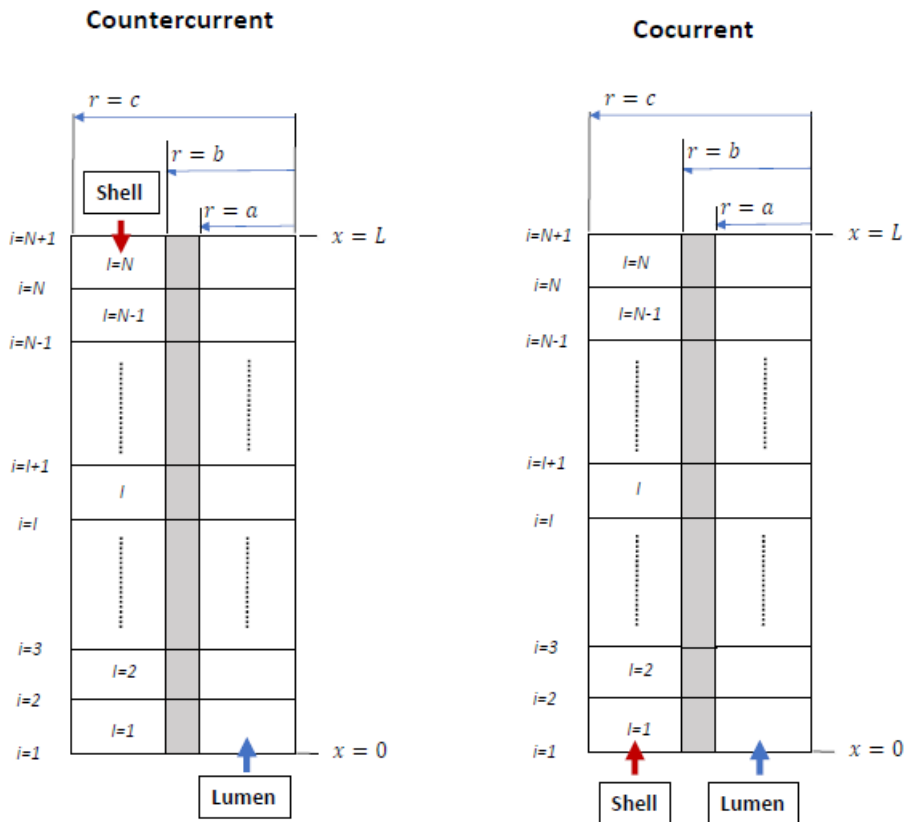 Countercurrent
r = c
r = b
Shell
r = a
i=N+1
x = L
I=N
i=N
I=N-1
i=N-1
i=I+1
I
i=I
i=3
I=2
i=2
I=1
i=1
x = 0
Lumen
Cocurrent
r = c
r = b
r = a
i=N+1
x = L
I=N
i=N
I=N-1
i=N-1
i=I+1
I
i=I
i=3
I=2
i=2
I=1
i=1
x = 0
Shell
Lumen